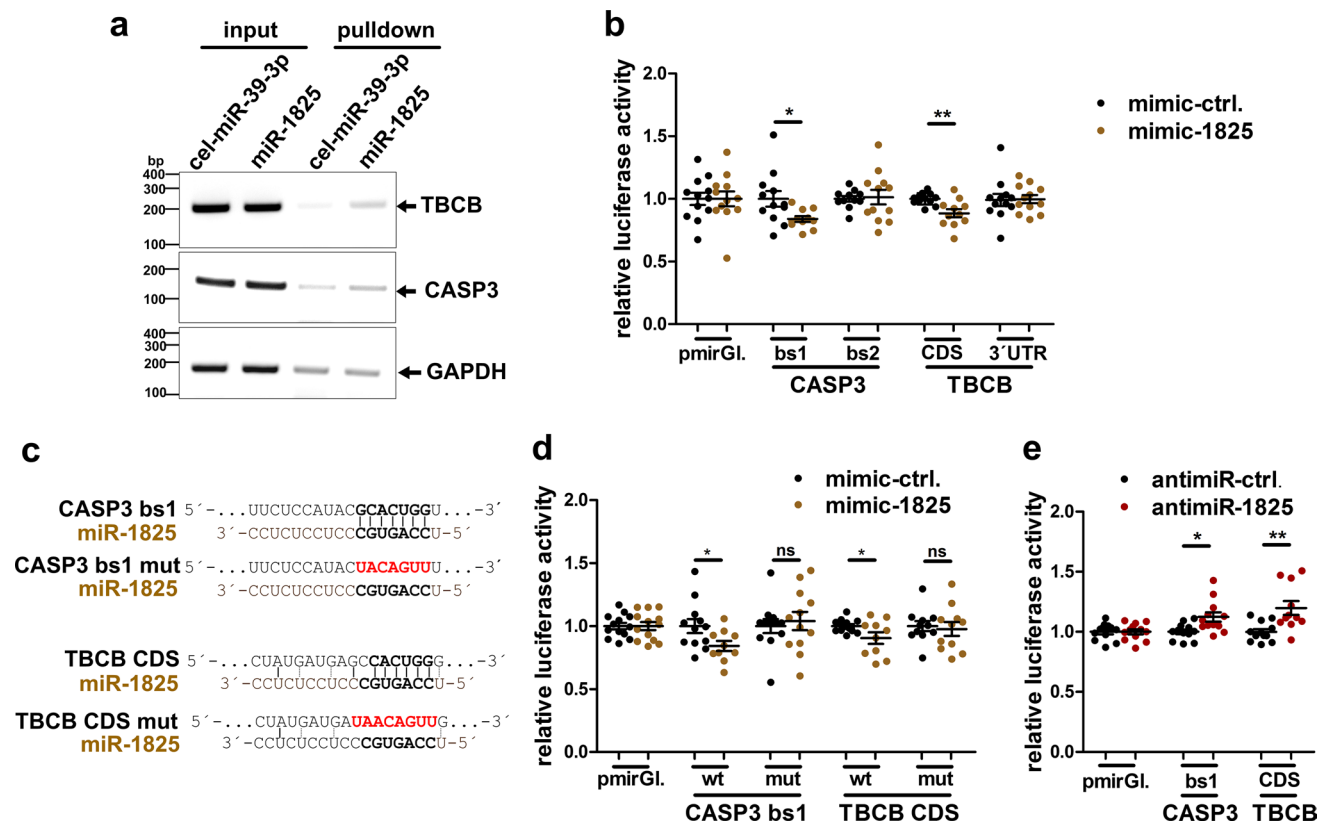 a
input pulldown
cel-miR-39-3p miR-1825 cel-miR-39-3p miR-1825
bp
400
300
200
100
TBCB
200
100
CASP3
400
300
200
100
GAPDH
b
relative luciferase activity
2.0
1.5
1.0
0.5
0.0
* **
mimic-ctrl.
mimic-1825
pmirGl. bs1 bs2 CDS 3´UTR
CASP3 TBCB
c
CASP3 bs1 5´-...UUCUCCAUACGCACUGGU...-3´
miR-1825 3´-CCUCUCCUCCCGUGACCU-5´
CASP3 bs1 mut 5´-...UUCUCCAUACUACAGUUU...-3´
miR-1825 3´-CCUCUCCUCCCGUGACCU-5´
TBCB CDS 5´-...CUAUGAUGAGCCACUGGG...-3´
miR-1825 3´-CCUCUCCUCCCGUGACCU-5´
TBCB CDS mut 5´-...CUAUGAUGAUAACAGUUG...-3´
miR-1825 3´-CCUCUCCUCCCGUGACCU-5´
d
relative luciferase activity
2.0
1.5
1.0
0.5
0.0
mimic-ctrl.
mimic-1825
* ns * ns
pmirGl. wt mut wt mut
CASP3 bs1 TBCB CDS
e
relative luciferase activity
2.0
1.5
1.0
0.5
0.0
antimiR-ctrl.
antimiR-1825
* **
pmirGl. bs1 CDS
CASP3 TBCB